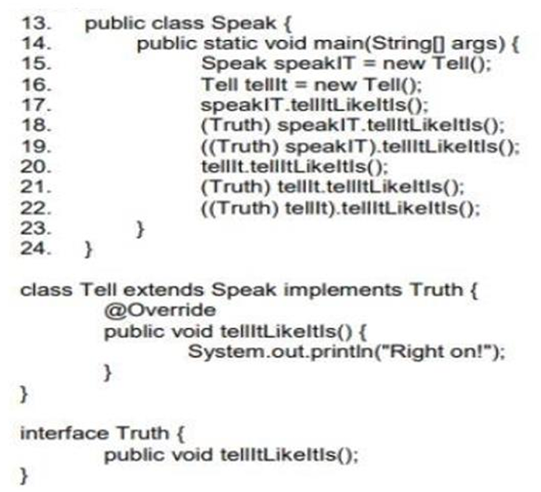 13. public class Speak {
14. public static void main(String[] args) {
15. Speak speakIT = new Tell();
16. Tell tellIt = new Tell();
17. speakIT.tellItLikeItIs();
18. (Truth) speakIT.tellItLikeItIs();
19. ((Truth) speakIT).tellItLikeItIs();
20. tellIt.tellItLikeItIs();
21. (Truth) tellIt.tellItLikeItIs();
22. ((Truth) tellIt).tellItLikeItIs();
23. }
24. }
class Tell extends Speak implements Truth {
@Override
public void tellItLikeItIs() {
System.out.println("Right on!");
}
}
interface Truth {
public void tellItLikeItIs();
}